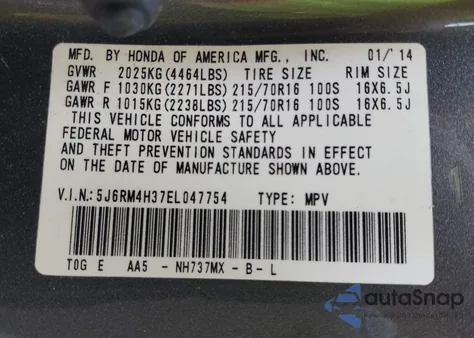 MFD. BY HONDA OF AMERICA MFG., INC. 01/14
GVWR 2025KG(4464LBS) TIRE SIZE RIM SIZE
GAWR F 1030KG(2271LBS) 215/70R16 100S 16X6.5J
GAWR R 1015KG(2238LBS) 215/70R16 100S 16X6.5J
THIS VEHICLE CONFORMS TO ALL APPLICABLE
FEDERAL MOTOR VEHICLE SAFETY
AND THEFT PREVENTION STANDARDS IN EFFECT
ON THE DATE OF MANUFACTURE SHOWN ABOVE.
V.I.N.: 5J6RM4H37EL047754 TYPE: MPV
T0G E AA5 - NH737MX - B - L
autaSnap